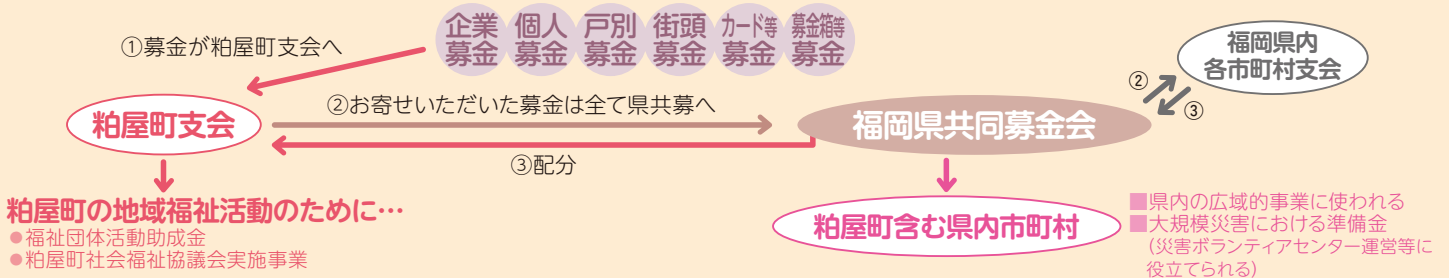 企業募金
個人募金
戸別募金
街頭募金
カード等募金
募金箱等募金
①募金が粕屋町支会へ
福岡県内
各市町村支会
②
③
②お寄せいただいた募金は全て県共募へ
粕屋町支会
福岡県共同募金会
③配分
粕屋町の地域福祉活動のために…
●福祉団体活動助成金
●粕屋町社会福祉協議会実施事業
粕屋町含む県内市町村
■県内の広域的事業に使われる
■大規模災害における準備金
(災害ボランティアセンター運営等に
役立てられる)